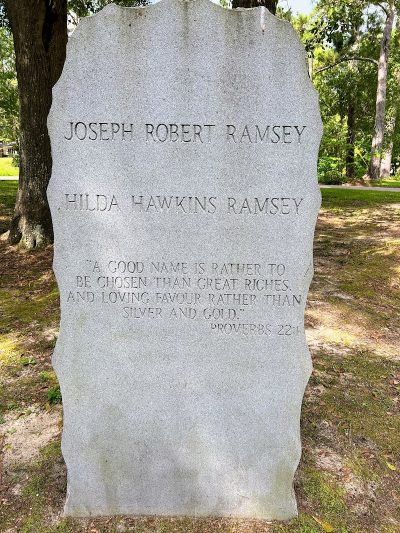 JOSEPH ROBERT RAMSEY
HILDA HAWKINS RAMSEY
"A GOOD NAME IS RATHER TO
BE CHOSEN THAN GREAT RICHES,
AND LOVING FAVOUR RATHER THAN
SILVER AND GOLD."
PROVERBS 22:1